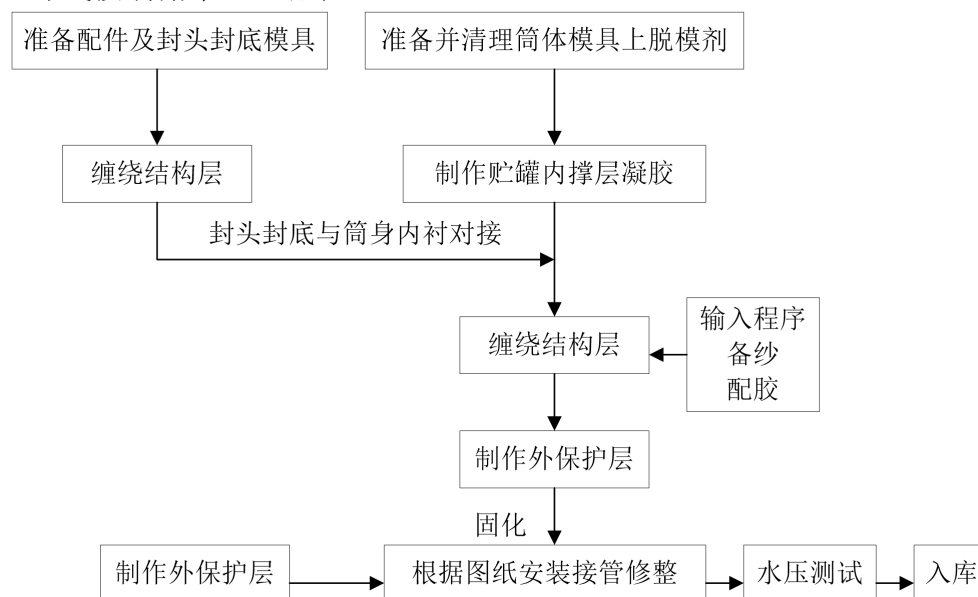 准备配件及封头封底模具
准备并清理筒体模具上脱模剂
缠绕结构层
制作贮罐内撑层凝胶
封头封底与筒身内衬对接
缠绕结构层
输入程序
备纱
配胶
制作外保护层
固化
制作外保护层
根据图纸安装接管修整
水压测试
入库